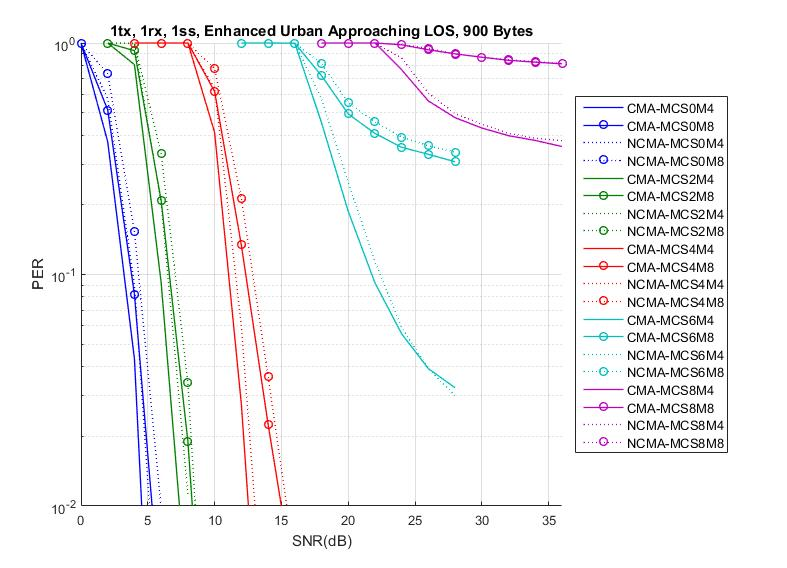 1tx, 1rx, 1ss, Enhanced Urban Approaching LOS, 900 Bytes
10^0
10^-1
10^-2
PER
0 5 10 15 20 25 30 35
SNR(dB)
CMA-MCS0M4
CMA-MCS0M8
NCMA-MCS0M4
NCMA-MCS0M8
CMA-MCS2M4
CMA-MCS2M8
NCMA-MCS2M4
NCMA-MCS2M8
CMA-MCS4M4
CMA-MCS4M8
NCMA-MCS4M4
NCMA-MCS4M8
CMA-MCS6M4
CMA-MCS6M8
NCMA-MCS6M4
NCMA-MCS6M8
CMA-MCS8M4
CMA-MCS8M8
NCMA-MCS8M4
NCMA-MCS8M8